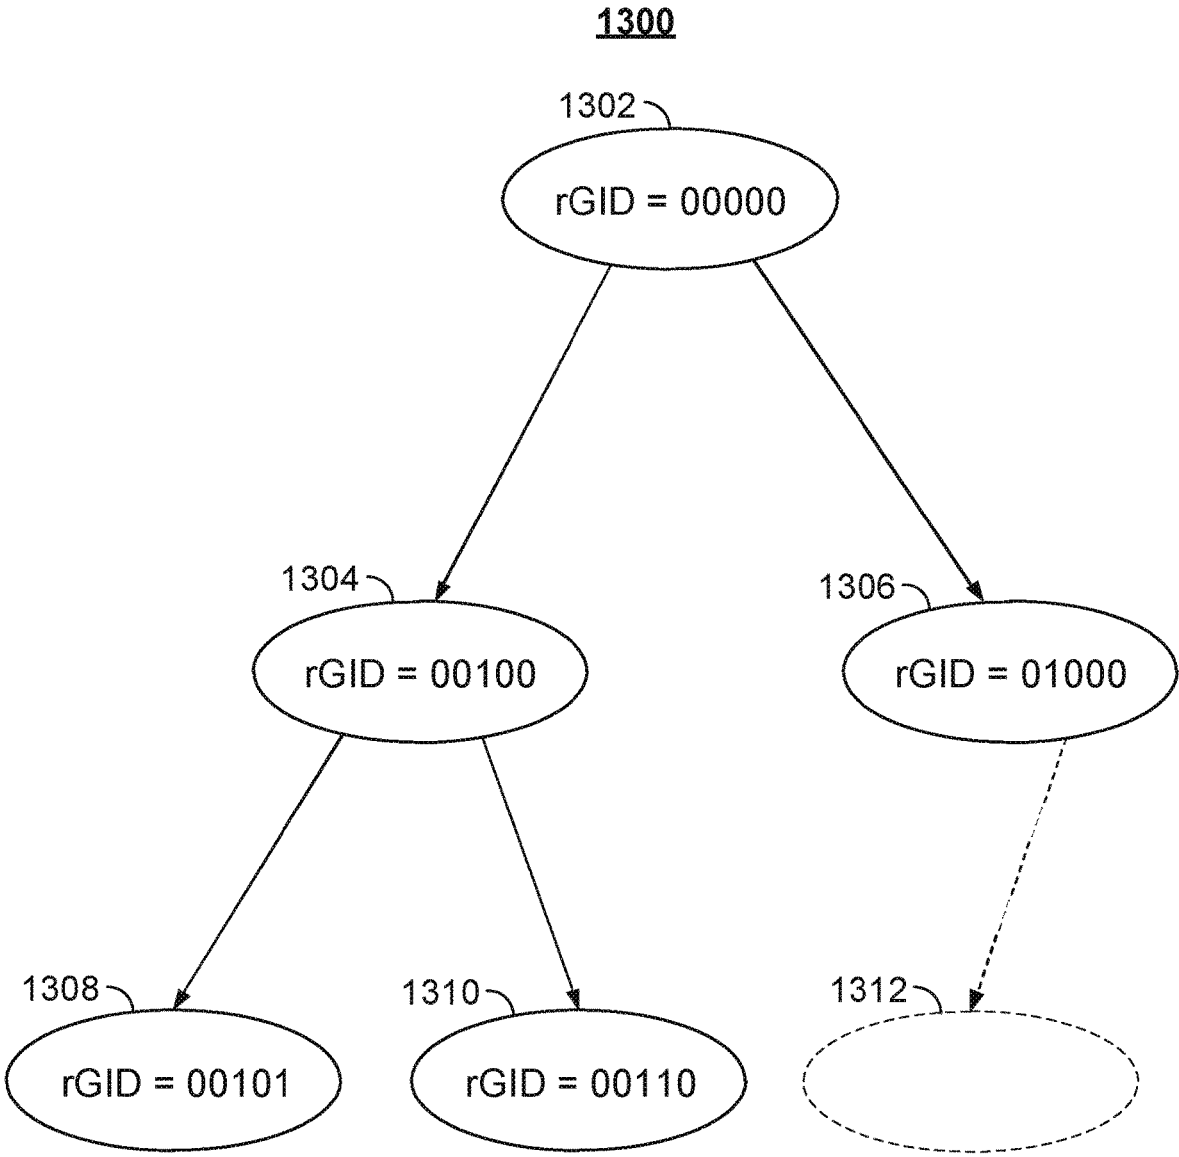 1300
1302
rGID = 00000
1304
1306
rGID = 00100
rGID = 01000
1308
1310
1312
rGID = 00101
rGID = 00110